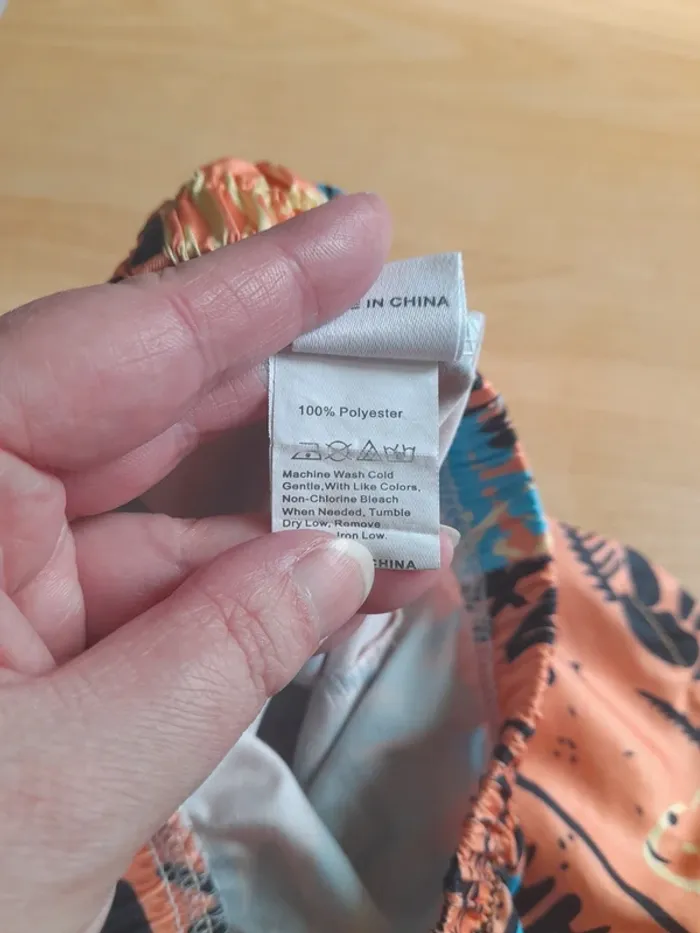 IN CHINA
100% Polyester
Machine Wash Cold
Gentle,With Like Colors,
Non-Chlorine Bleach
When Needed, Tumble
Dry Low, Remove
Iron Low.
CHINA